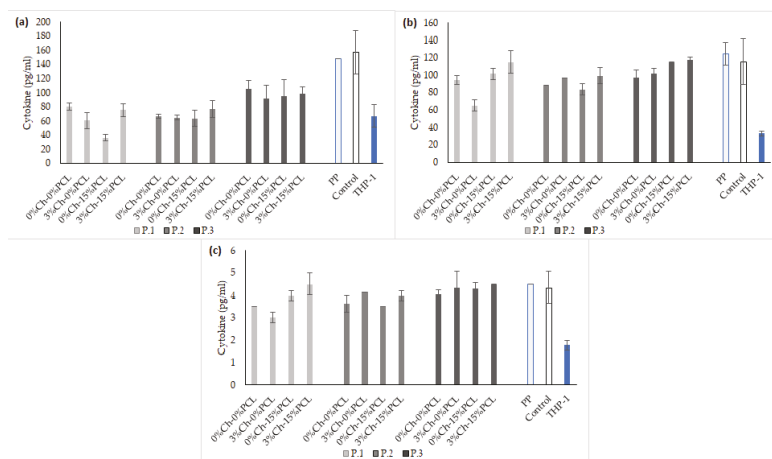 (a)
Cytokine (pg/ml)
200
180
160
140
120
100
80
60
40
20
0
0%Ch-0%PCL
3%Ch-0%PCL
0%Ch-15%PCL
3%Ch-15%PCL
0%Ch-0%PCL
3%Ch-0%PCL
0%Ch-15%PCL
3%Ch-15%PCL
0%Ch-0%PCL
3%Ch-0%PCL
0%Ch-15%PCL
3%Ch-15%PCL
PP
Control
THP-1
P.1 P.2 P.3
(b)
Cytokine (pg/ml)
160
140
120
100
80
60
40
20
0
0%Ch-0%PCL
3%Ch-0%PCL
0%Ch-15%PCL
3%Ch-15%PCL
0%Ch-0%PCL
3%Ch-0%PCL
0%Ch-15%PCL
3%Ch-15%PCL
0%Ch-0%PCL
3%Ch-0%PCL
0%Ch-15%PCL
3%Ch-15%PCL
PP
Control
THP-1
P.1 P.2 P.3
(c)
Cytokine (pg/ml)
6
5
4
3
2
1
0
0%Ch-0%PCL
3%Ch-0%PCL
0%Ch-15%PCL
3%Ch-15%PCL
0%Ch-0%PCL
3%Ch-0%PCL
0%Ch-15%PCL
3%Ch-15%PCL
0%Ch-0%PCL
3%Ch-0%PCL
0%Ch-15%PCL
3%Ch-15%PCL
PP
Control
THP-1
P.1 P.2 P.3